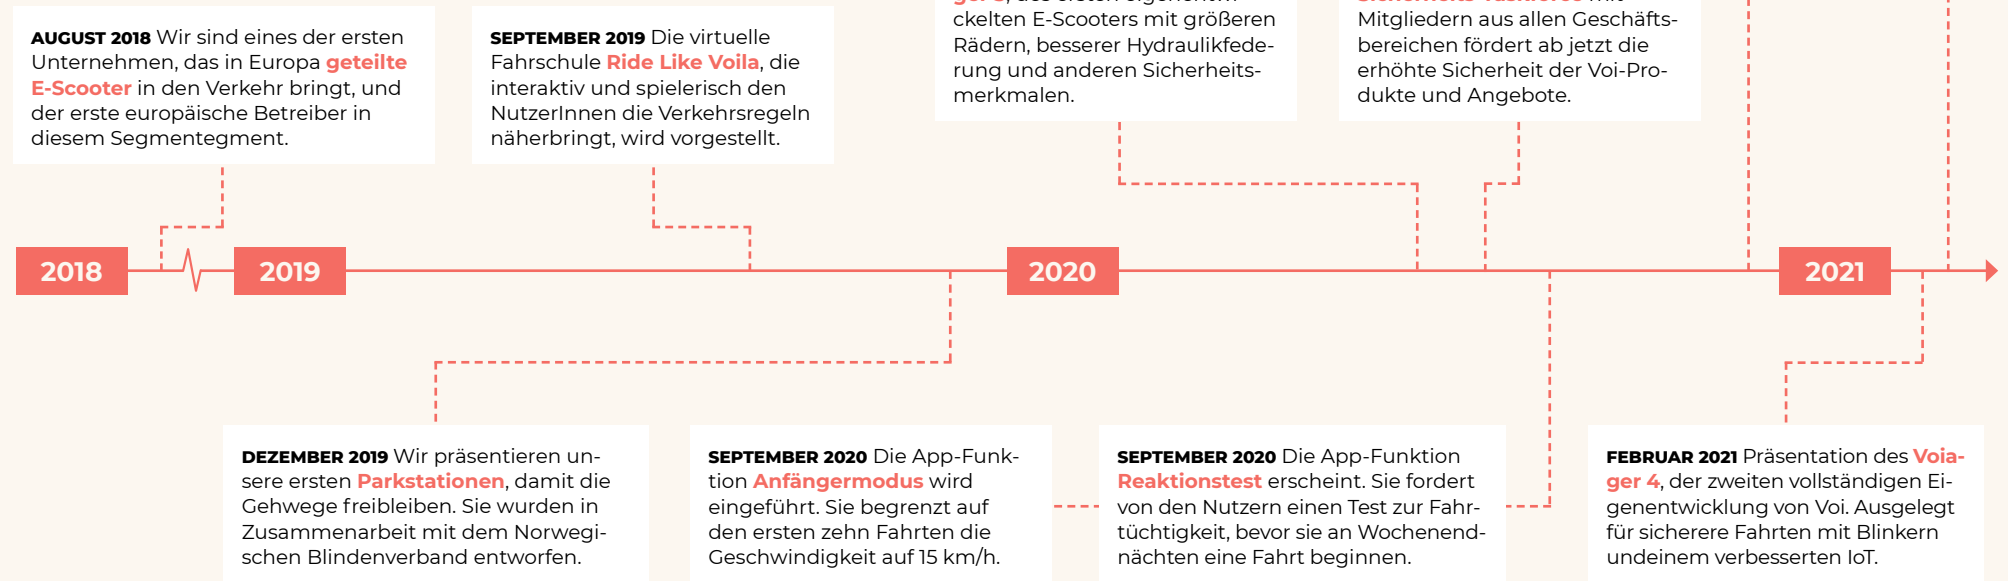 AUGUST 2018 Wir sind eines der ersten
Unternehmen, das in Europa geteilte
E-Scooter in den Verkehr bringt, und
der erste europäische Betreiber in
diesem Segmentegment.
SEPTEMBER 2019 Die virtuelle
Fahrschule Ride Like Voila, die
interaktiv und spielerisch den
NutzerInnen die Verkehrsregeln
näherbringt, wird vorgestellt.
ckelten E-Scooters mit größeren
Rädern, besserer Hydraulikfede-
rung und anderen Sicherheits-
merkmalen.
Mitgliedern aus allen Geschäfts-
bereichen fördert ab jetzt die
erhöhte Sicherheit der Voi-Pro-
dukte und Angebote.
2018
2019
2020
2021
DEZEMBER 2019 Wir präsentieren un-
sere ersten Parkstationen, damit die
Gehwege freibleiben. Sie wurden in
Zusammenarbeit mit dem Norwegi-
schen Blindenverband entworfen.
SEPTEMBER 2020 Die App-Funk-
tion Anfängermodus wird
eingeführt. Sie begrenzt auf
den ersten zehn Fahrten die
Geschwindigkeit auf 15 km/h.
SEPTEMBER 2020 Die App-Funktion
Reaktionstest erscheint. Sie fordert
von den Nutzern einen Test zur Fahr-
tüchtigkeit, bevor sie an Wochenend-
nächten eine Fahrt beginnen.
FEBRUAR 2021 Präsentation des Voia-
ger 4, der zweiten vollständigen Ei-
genentwicklung von Voi. Ausgelegt
für sicherere Fahrten mit Blinkern
undeinem verbesserten IoT.